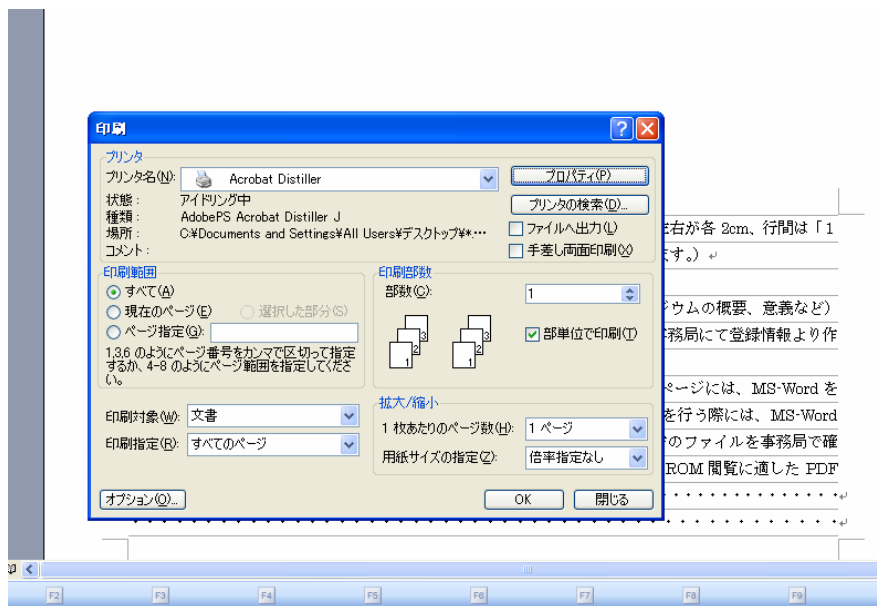 印刷
プリンタ
プリンタ名(N): Acrobat Distiller プロパティ(P)
状態： アイドリング中 プリンタの検索(D)...
種類： AdobePS Acrobat Distiller J
場所： C:¥Documents and Settings¥All Users¥デスクトップ¥*.… ファイルへ出力(L)
コメント： 手差し両面印刷(X)
左右が各 2cm、行間は「1
ます。）↵
印刷範囲
すべて(A)
現在のページ(E) 選択した部分(S)
ページ指定(G):
1,3,6 のようにページ番号をカンマで区切って指定
するか、4-8 のようにページ範囲を指定してくださ
い。
印刷部数
部数(C): 1
部単位で印刷(T)
1 2 3 1 2 3
ジウムの概要、意義など）
事務局にて登録情報より作
印刷対象(W): 文書
印刷指定(R): すべてのページ
拡大/縮小
1 枚あたりのページ数(H): 1 ページ
用紙サイズの指定(Z): 倍率指定なし
ページには、MS-Word を
を行う際には、MS-Word
のファイルを事務局で確
ROM 閲覧に適した PDF
オプション(O)... OK 閉じる
F2 F3 F4 F5 F6 F7 F8 F9